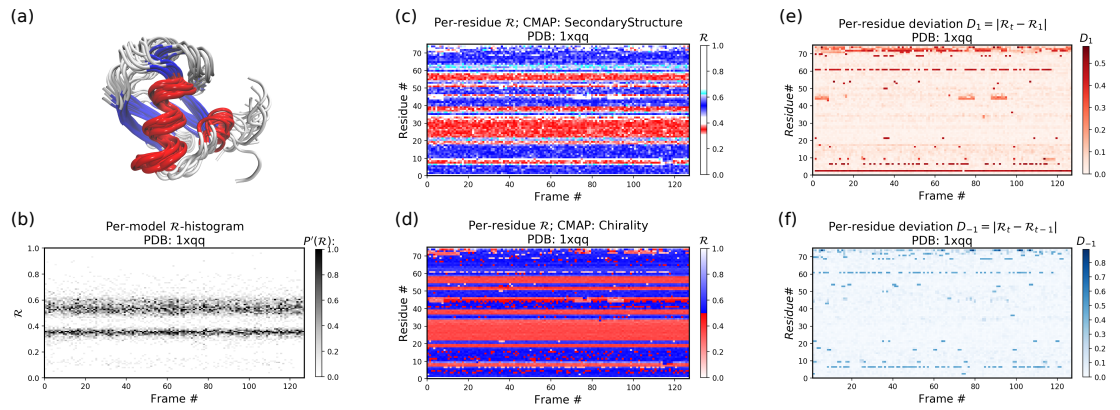 (a)
(b)
Per-model ℛ-histogram
PDB: 1xqq
P'(ℛ):
1.0
0.8
0.6
0.4
0.2
0.0
ℛ
0 20 40 60 80 100 120
Frame #
1.0
0.8
0.6
0.4
0.2
0.0
(c)
Per-residue ℛ; CMAP: SecondaryStructure
PDB: 1xqq
ℛ
70
60
50
40
30
20
10
0
Residue #
0 20 40 60 80 100 120
Frame #
1.0
0.8
0.6
0.4
0.2
0.0
(d)
Per-residue ℛ; CMAP: Chirality
PDB: 1xqq
ℛ
70
60
50
40
30
20
10
0
Residue #
0 20 40 60 80 100 120
Frame #
1.0
0.8
0.6
0.4
0.2
0.0
(e)
Per-residue deviation D₁ = |ℛₜ − ℛ₁|
PDB: 1xqq
D₁
70
60
50
40
30
20
10
0
Residue#
0 20 40 60 80 100 120
Frame #
0.5
0.4
0.3
0.2
0.1
0.0
(f)
Per-residue deviation D₋₁ = |ℛₜ − ℛₜ₋₁|
PDB: 1xqq
D₋₁
70
60
50
40
30
20
10
0
Residue#
20 40 60 80 100 120
Frame #
0.9
0.8
0.7
0.6
0.5
0.4
0.3
0.2
0.1
0.0